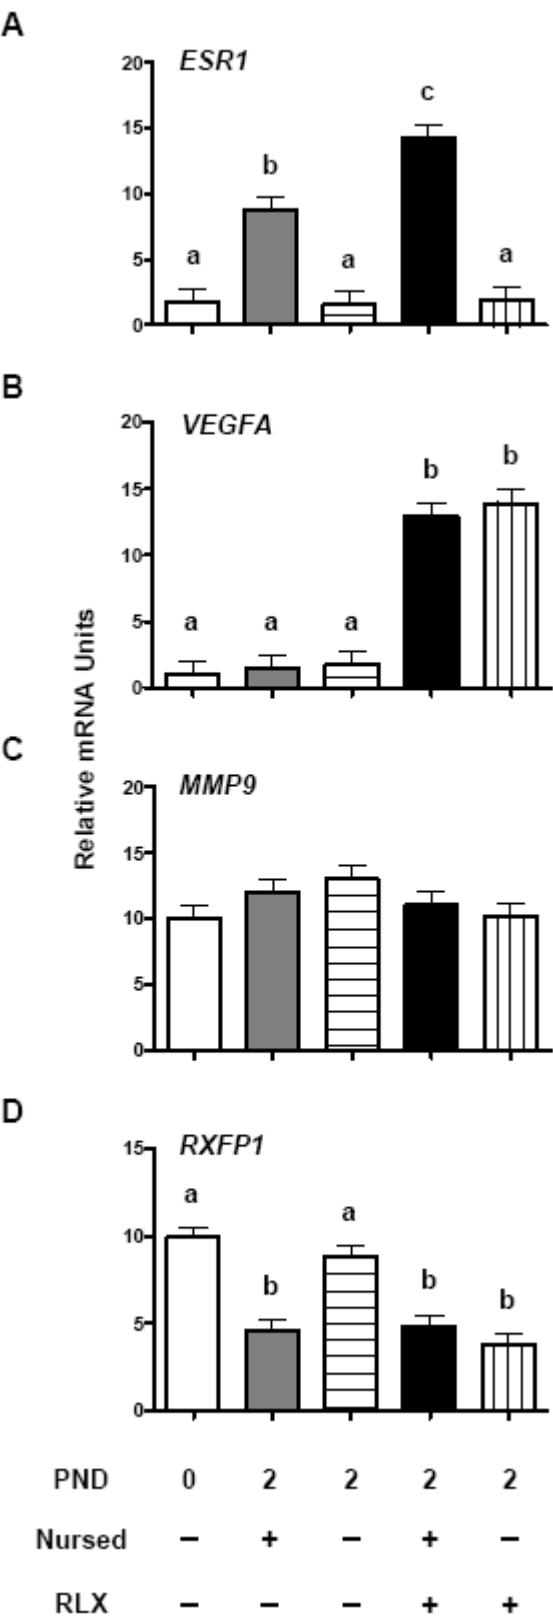 A
ESR1
20
15
10
5
0
a
b
a
c
a
B
VEGFA
20
15
10
5
0
a
a
a
b
b
Relative mRNA Units
C
MMP9
20
15
10
5
0
D
RXFP1
15
10
5
0
a
b
a
b
b
PND 0 2 2 2 2
Nursed – + – + –
RLX – – – + +